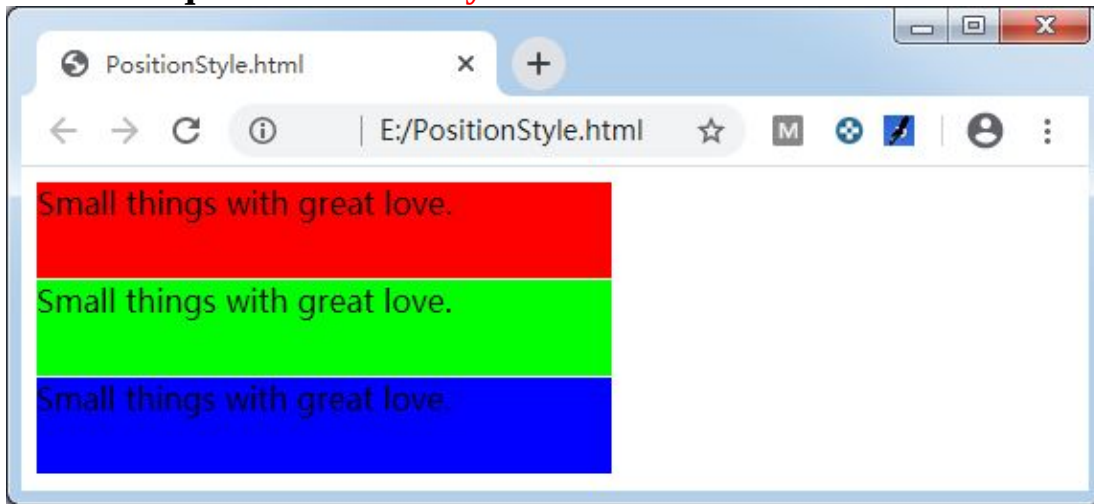 PositionStyle.html
E:/PositionStyle.html
M
Small things with great love.
Small things with great love.
Small things with great love.